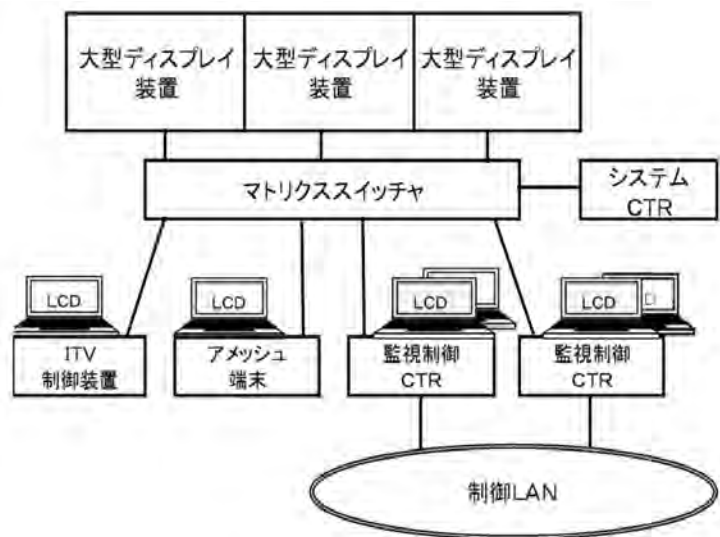 大型ディスプレイ
装置
大型ディスプレイ
装置
大型ディスプレイ
装置
マトリクススイッチャ
システム
CTR
LCD
LCD
LCD
LCD
ITV
制御装置
アメッシュ
端末
監視制御
CTR
監視制御
CTR
制御LAN